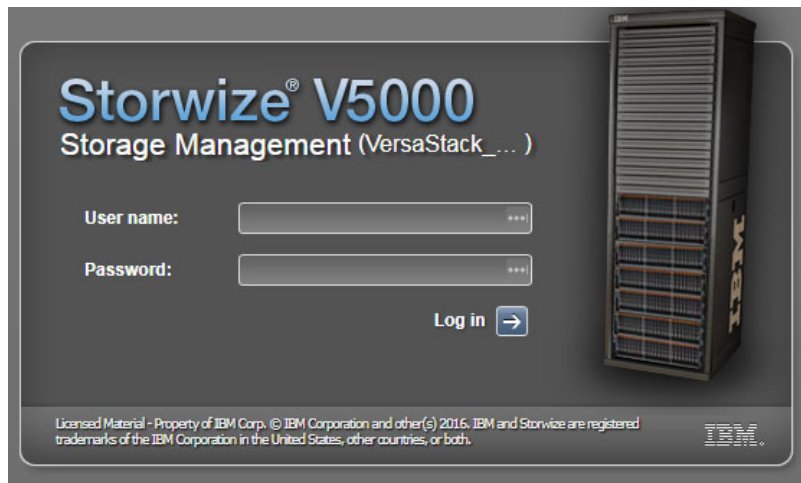 IBM
Storwize® V5000
Storage Management (VersaStack_... )
User name:
Password:
Log in
IBM
Licensed Material - Property of IBM Corp. © IBM Corporation and other(s) 2016. IBM and Storwize are registered
trademarks of the IBM Corporation in the United States, other countries, or both.
IBM.